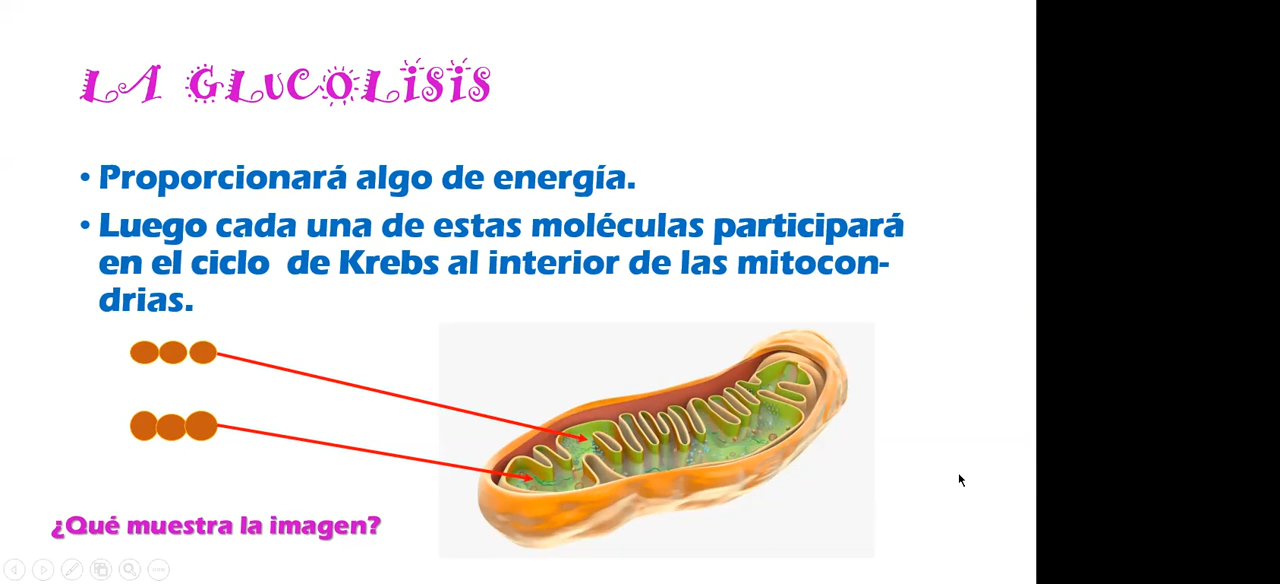 LA GLUCOLISIS
• Proporcionará algo de energía.
• Luego cada una de estas moléculas participará
en el ciclo de Krebs al interior de las mitocon-
drias.
¿Qué muestra la imagen?